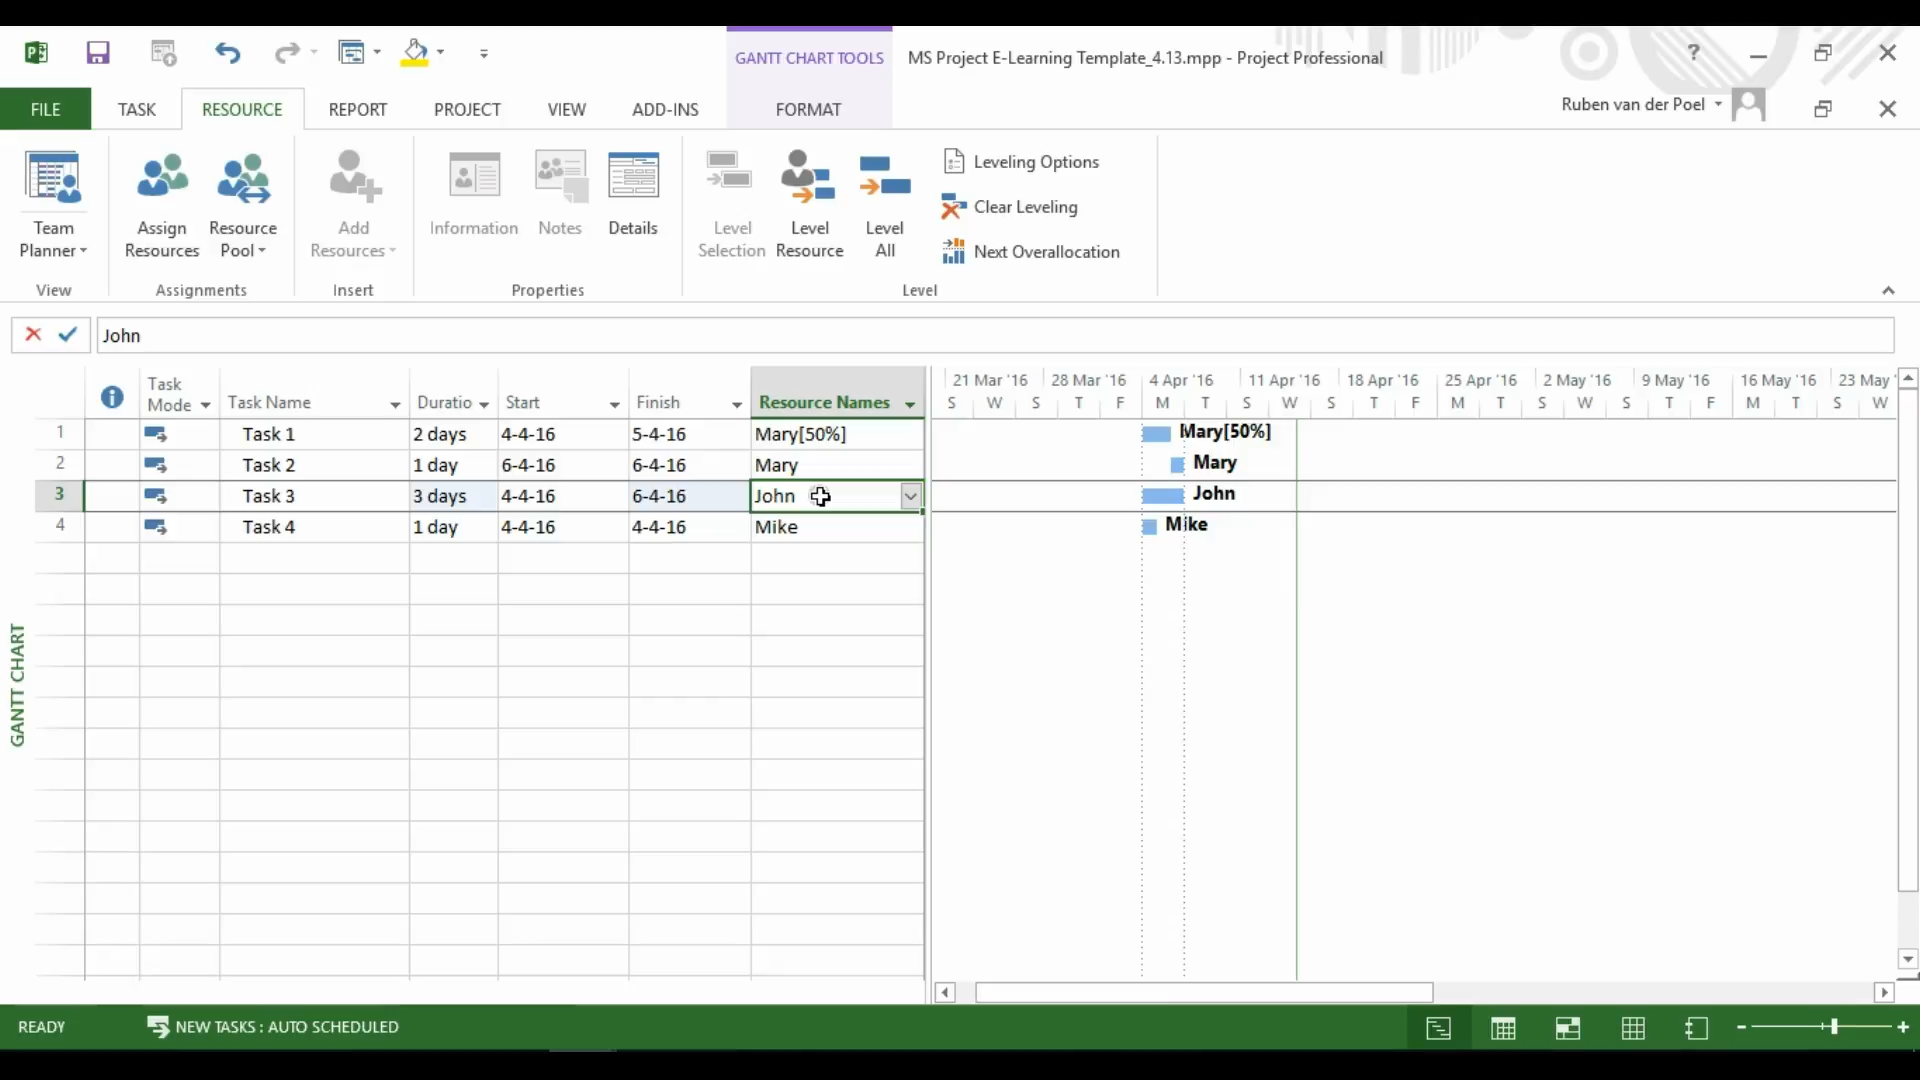 GANTT CHART TOOLS
MS Project E-Learning Template_4.13.mpp - Project Professional
?
FILE
TASK
RESOURCE
REPORT
PROJECT
VIEW
ADD-INS
FORMAT
Ruben van der Poel
Team Planner
Assign Resources
Resource Pool
Add Resources
Information
Notes
Details
Level Selection
Level Resource
Level All
Leveling Options
Clear Leveling
Next Overallocation
View
Assignments
Insert
Properties
Level
John
Task Mode
Task Name
Duratio
Start
Finish
Resource Names
21 Mar '16 28 Mar '16 4 Apr '16 11 Apr '16 18 Apr '16 25 Apr '16 2 May '16 9 May '16 16 May '16 23 May '
S W S T F M T S W S T F M T S W S T F M T S W
1 Task 1 2 days 4-4-16 5-4-16 Mary[50%] Mary[50%]
2 Task 2 1 day 6-4-16 6-4-16 Mary Mary
3 Task 3 3 days 4-4-16 6-4-16 John John
4 Task 4 1 day 4-4-16 4-4-16 Mike Mike
GANTT CHART
READY
NEW TASKS : AUTO SCHEDULED